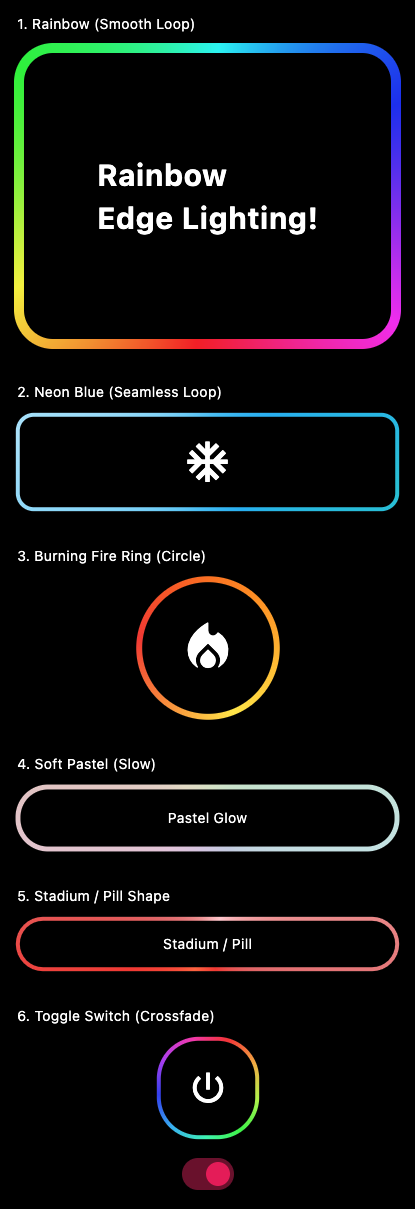 1. Rainbow (Smooth Loop)
Rainbow
Edge Lighting!
2. Neon Blue (Seamless Loop)
3. Burning Fire Ring (Circle)
4. Soft Pastel (Slow)
Pastel Glow
5. Stadium / Pill Shape
Stadium / Pill
6. Toggle Switch (Crossfade)